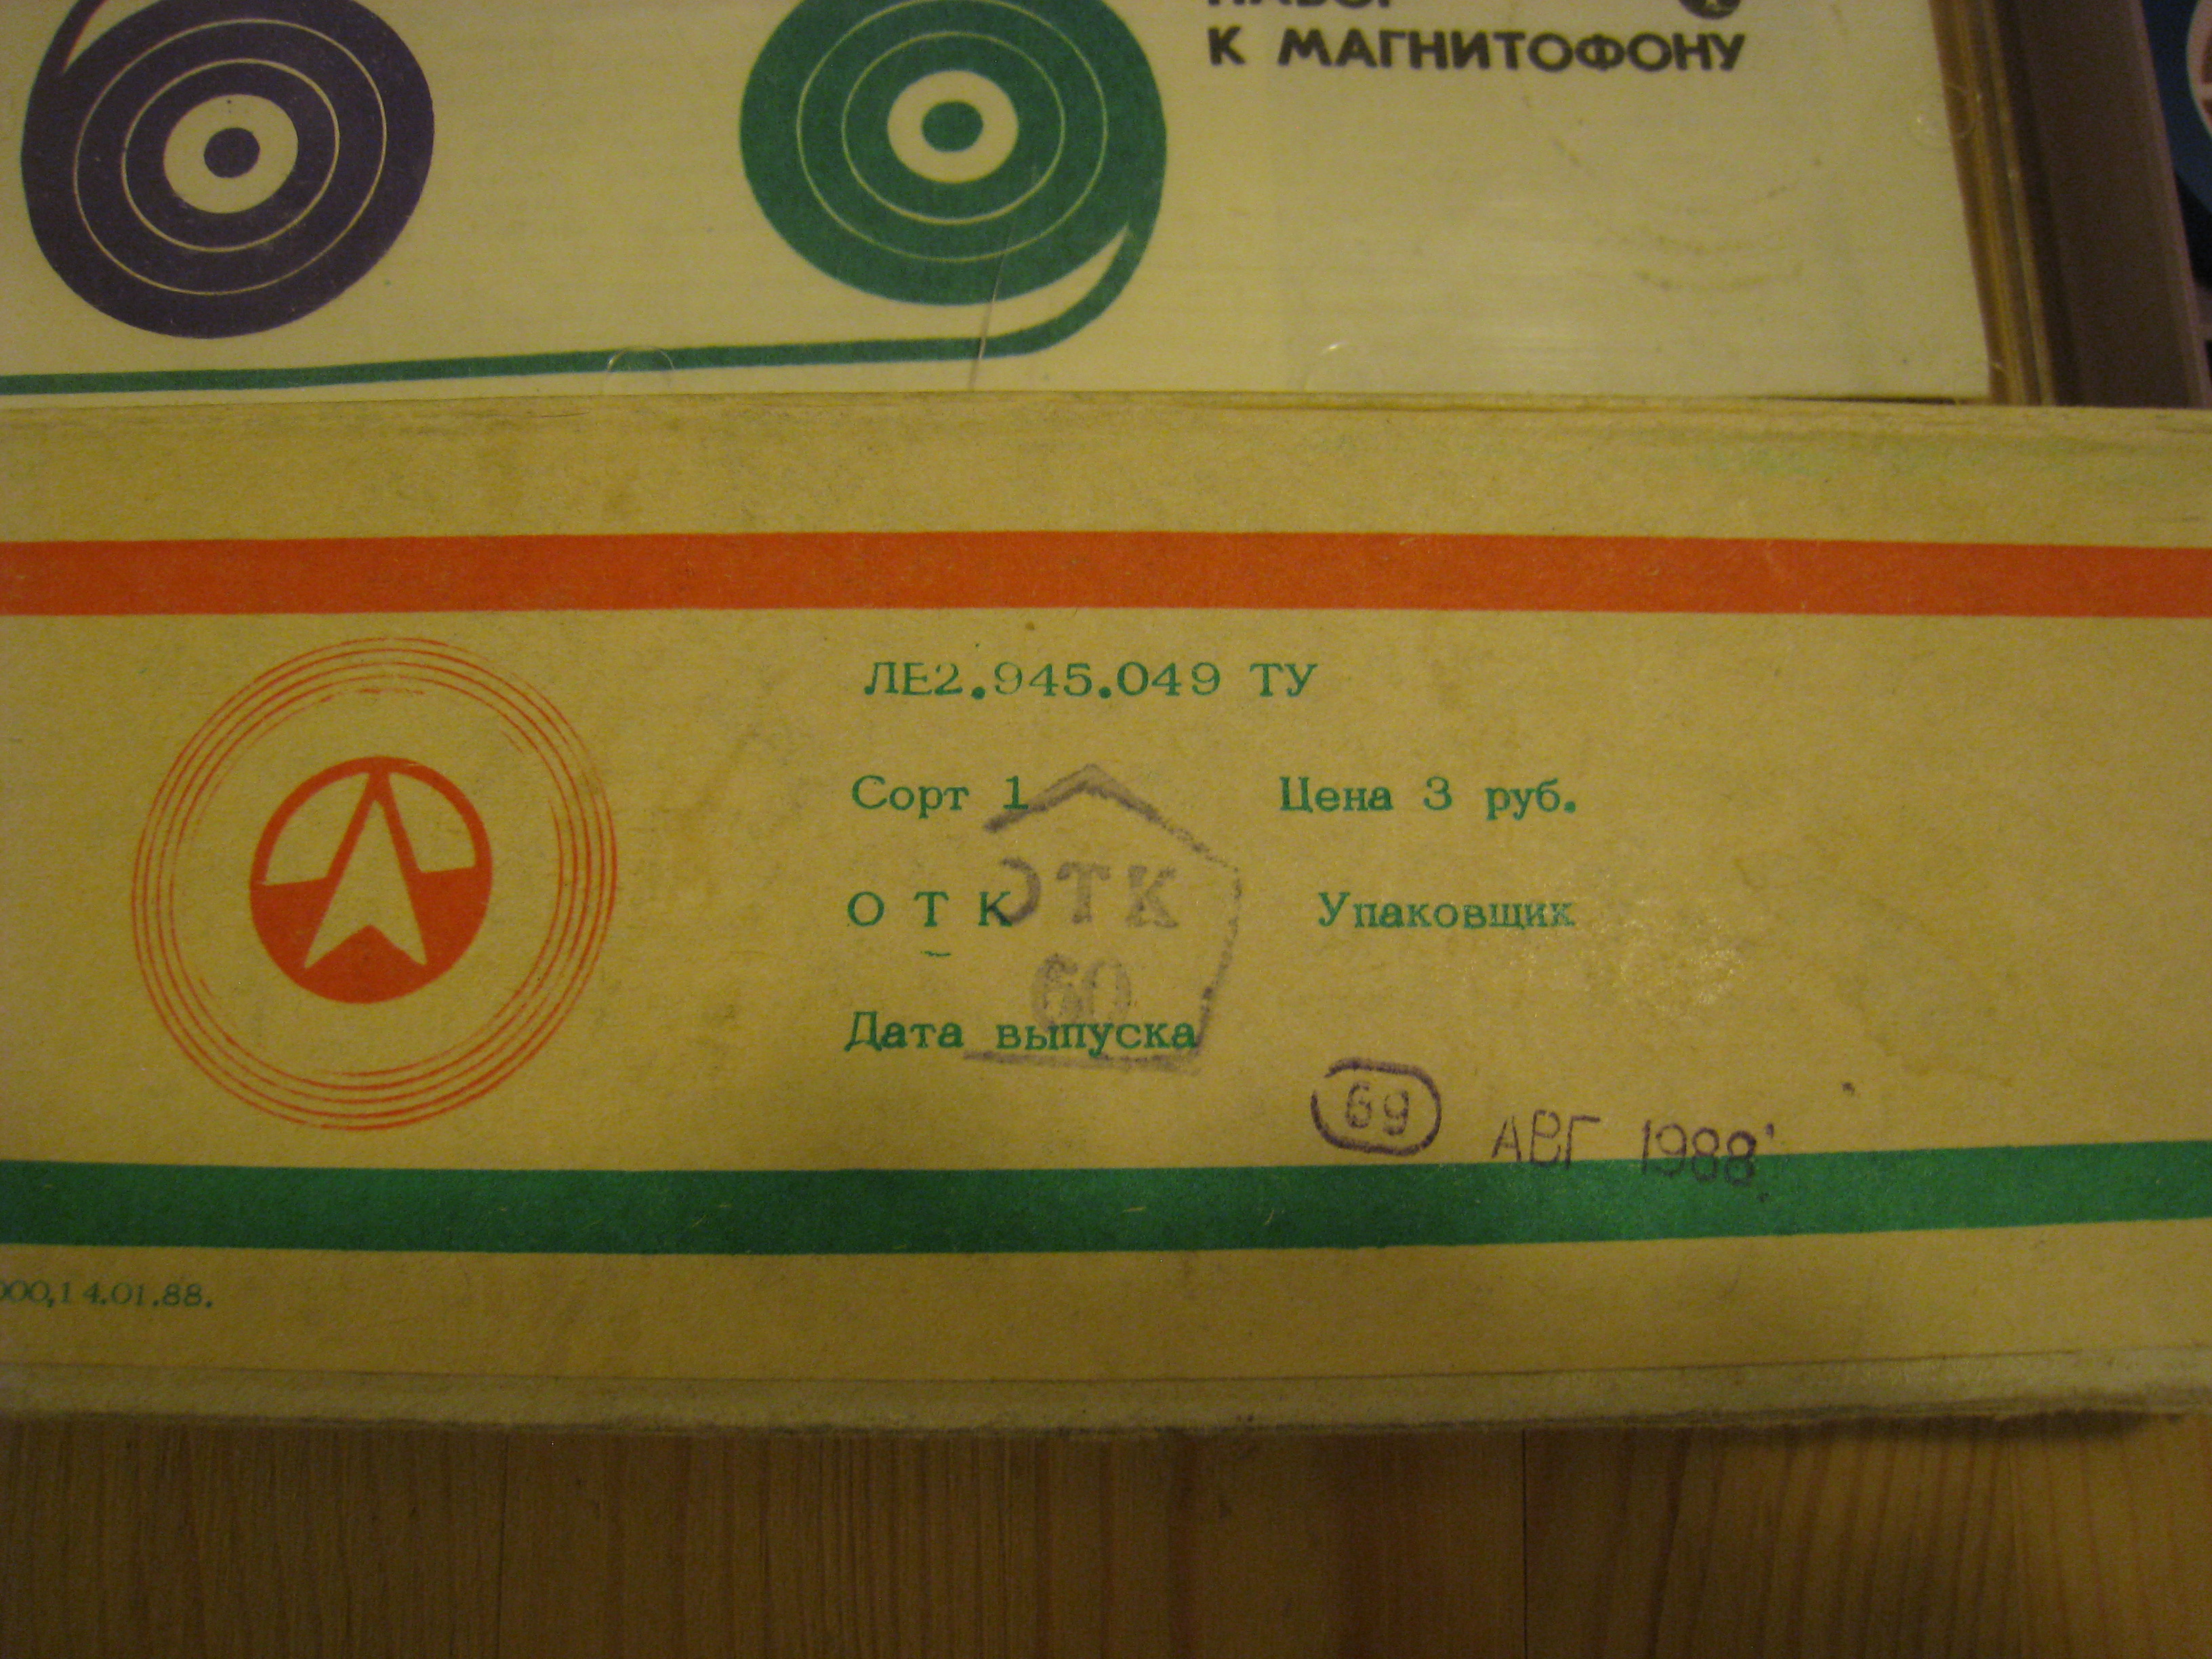 НАБОР
К МАГНИТОФОНУ
ЛЕ2.945.049 ТУ
Сорт 1 Цена 3 руб.
О Т К Упаковщик
ОТК
60
Дата выпуска
69 АВГ 1988
000,14.01.88.